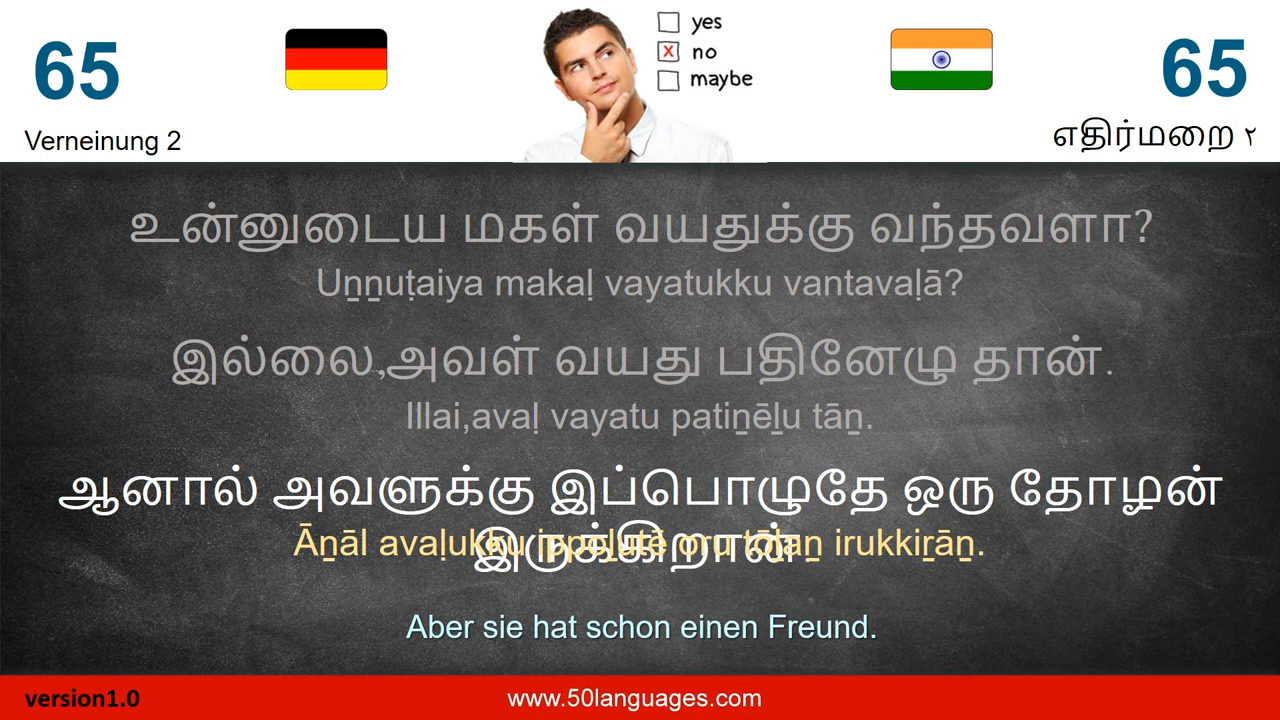 65
yes
no
maybe
65
Verneinung 2
எதிர்மறை ٢
உன்னுடைய மகள் வயதுக்கு வந்தவளா?
Uṉṉuṭaiya makaḷ vayatukku vantavaḷā?
இல்லை,அவள் வயது பதினேழு தான்.
Illai,avaḷ vayatu patiṉēḻu tāṉ.
ஆனால் அவளுக்கு இப்பொழுதே ஒரு தோழன்
இருக்கிறான்.
Āṉāl avaḷukku ippoḻutē oru tōḻaṉ irukkiṟāṉ.
Aber sie hat schon einen Freund.
version1.0
www.50languages.com